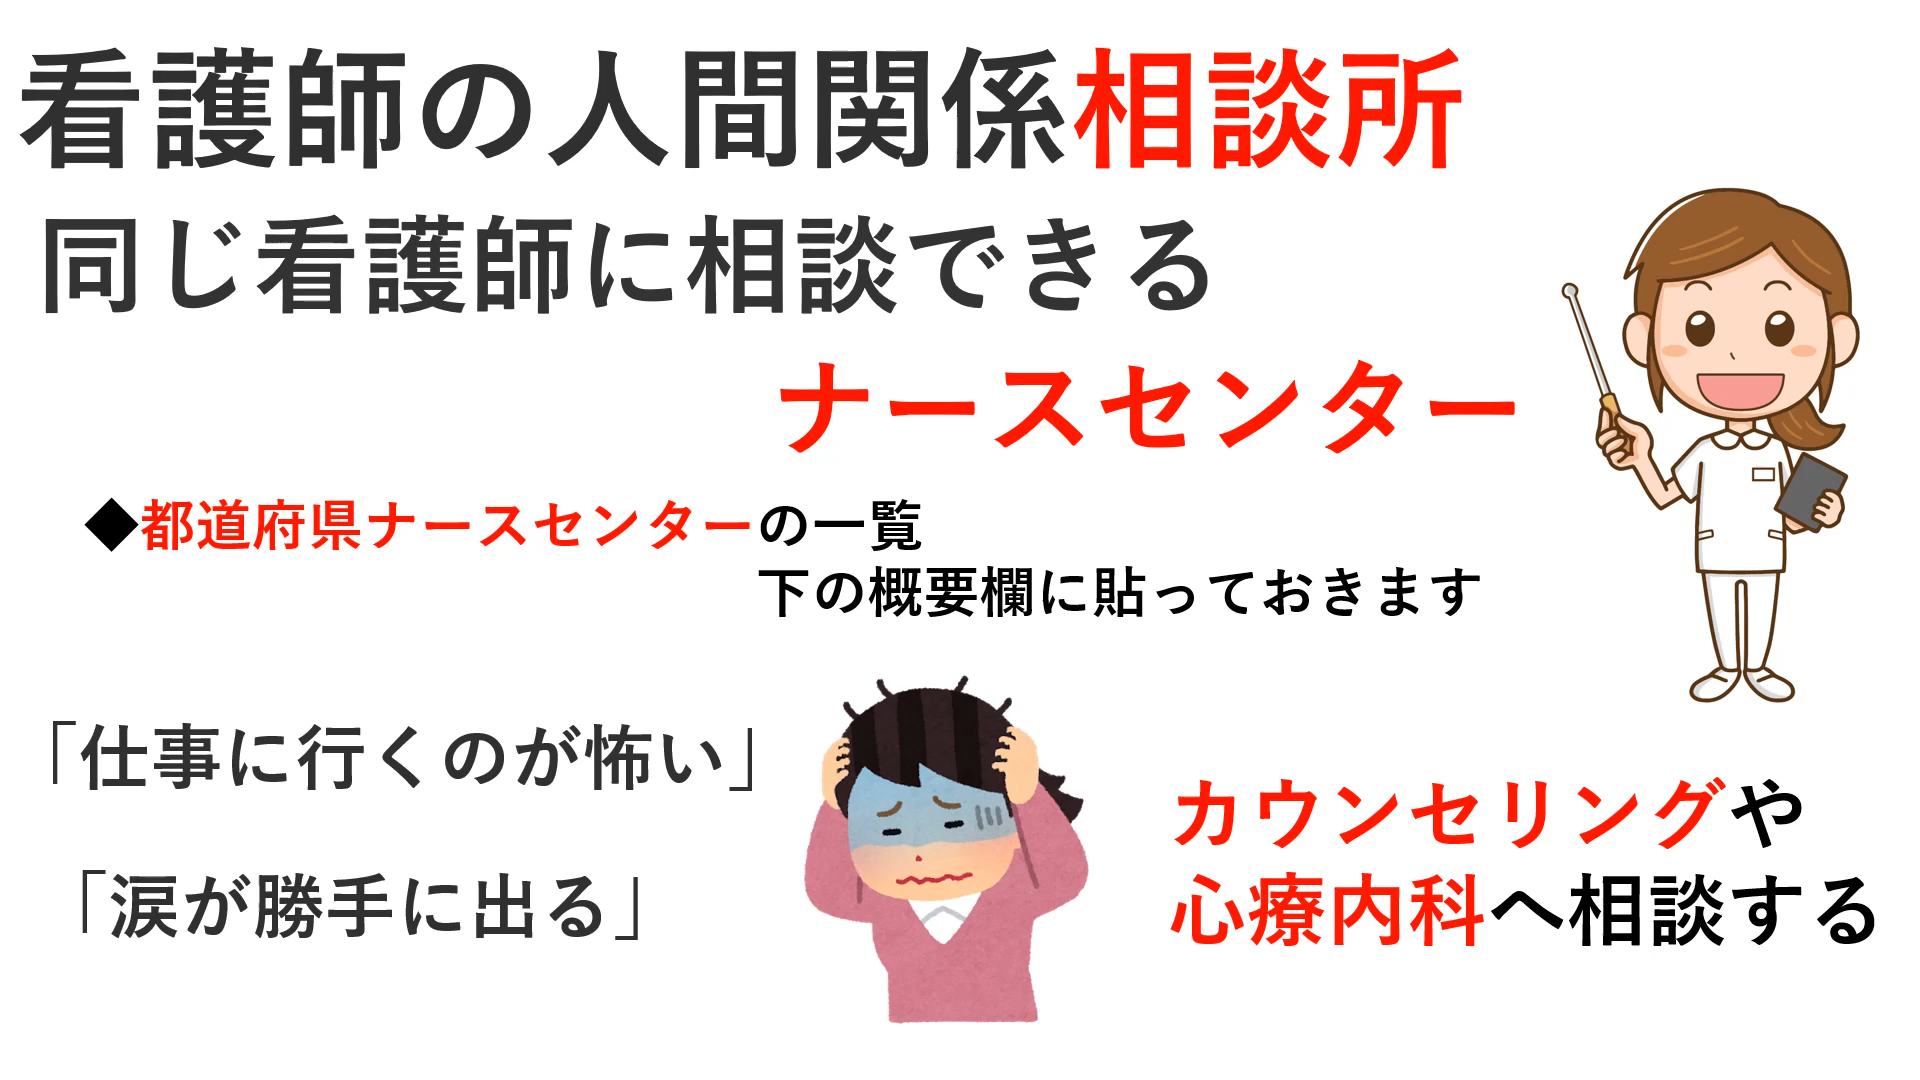 看護師の人間関係相談所
同じ看護師に相談できる
ナースセンター
◆都道府県ナースセンターの一覧
下の概要欄に貼っておきます
「仕事に行くのが怖い」
「涙が勝手に出る」
カウンセリングや
心療内科へ相談する